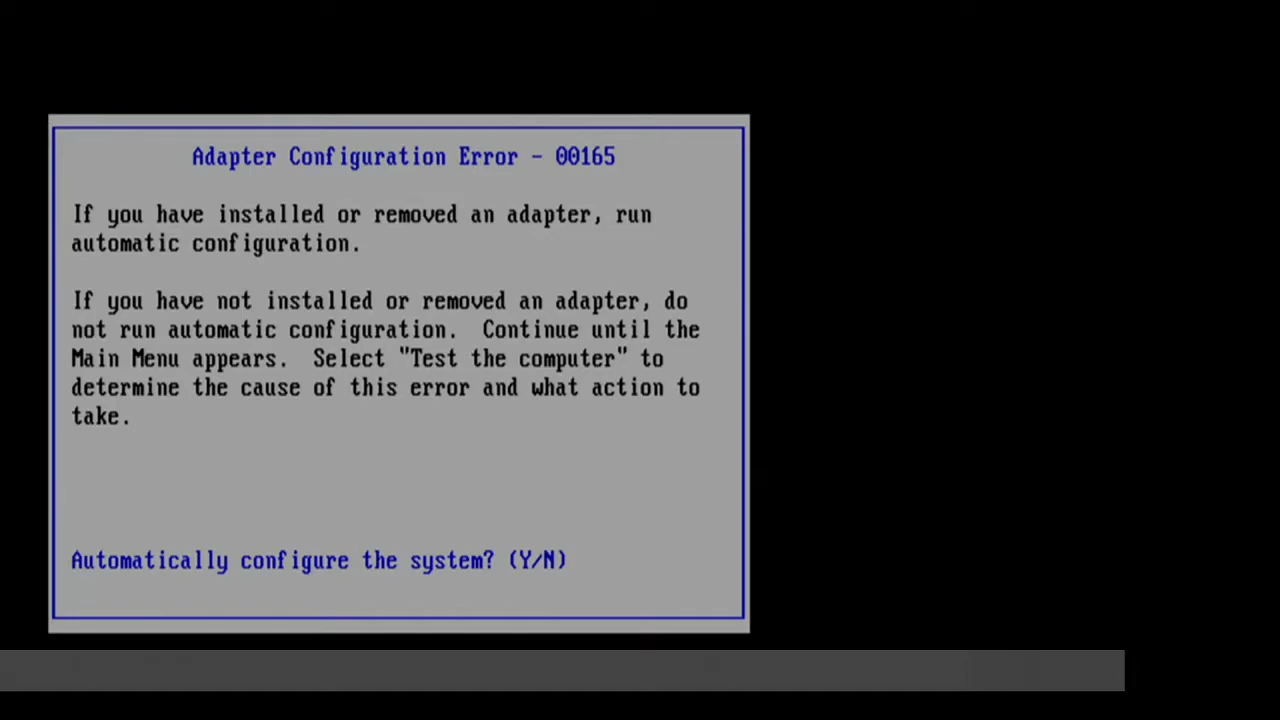 Adapter Configuration Error - 00165
If you have installed or removed an adapter, run
automatic configuration.
If you have not installed or removed an adapter, do
not run automatic configuration.  Continue until the
Main Menu appears.  Select "Test the computer" to
determine the cause of this error and what action to
take.
Automatically configure the system? (Y/N)